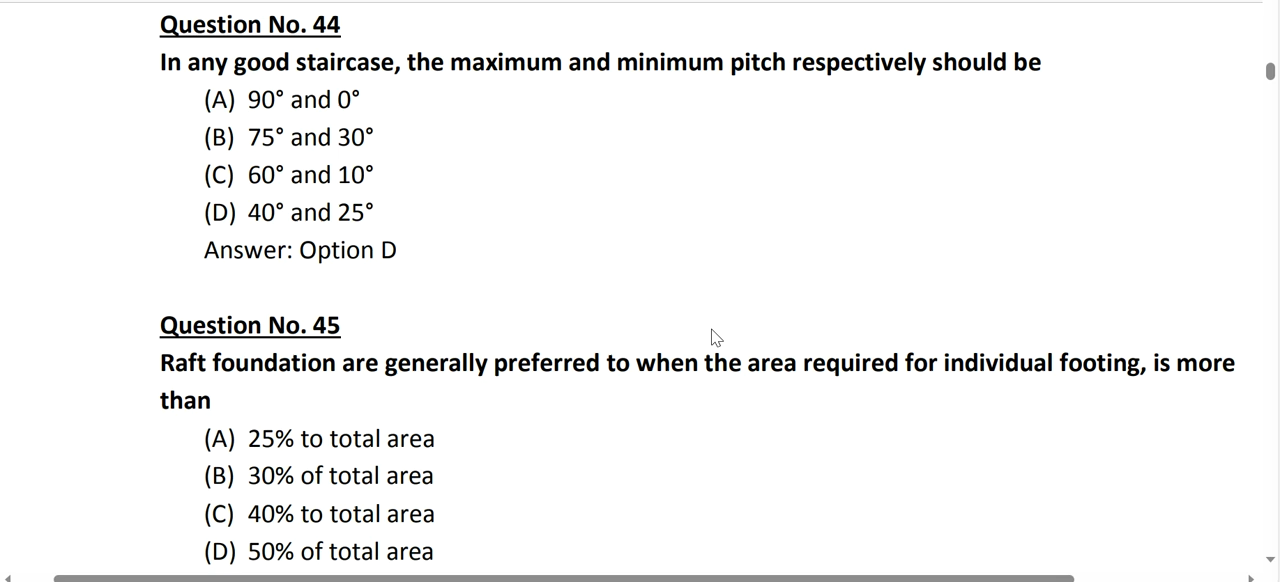 Question No. 44
In any good staircase, the maximum and minimum pitch respectively should be
(A) 90° and 0°
(B) 75° and 30°
(C) 60° and 10°
(D) 40° and 25°
Answer: Option D
Question No. 45
Raft foundation are generally preferred to when the area required for individual footing, is more
than
(A) 25% to total area
(B) 30% of total area
(C) 40% to total area
(D) 50% of total area